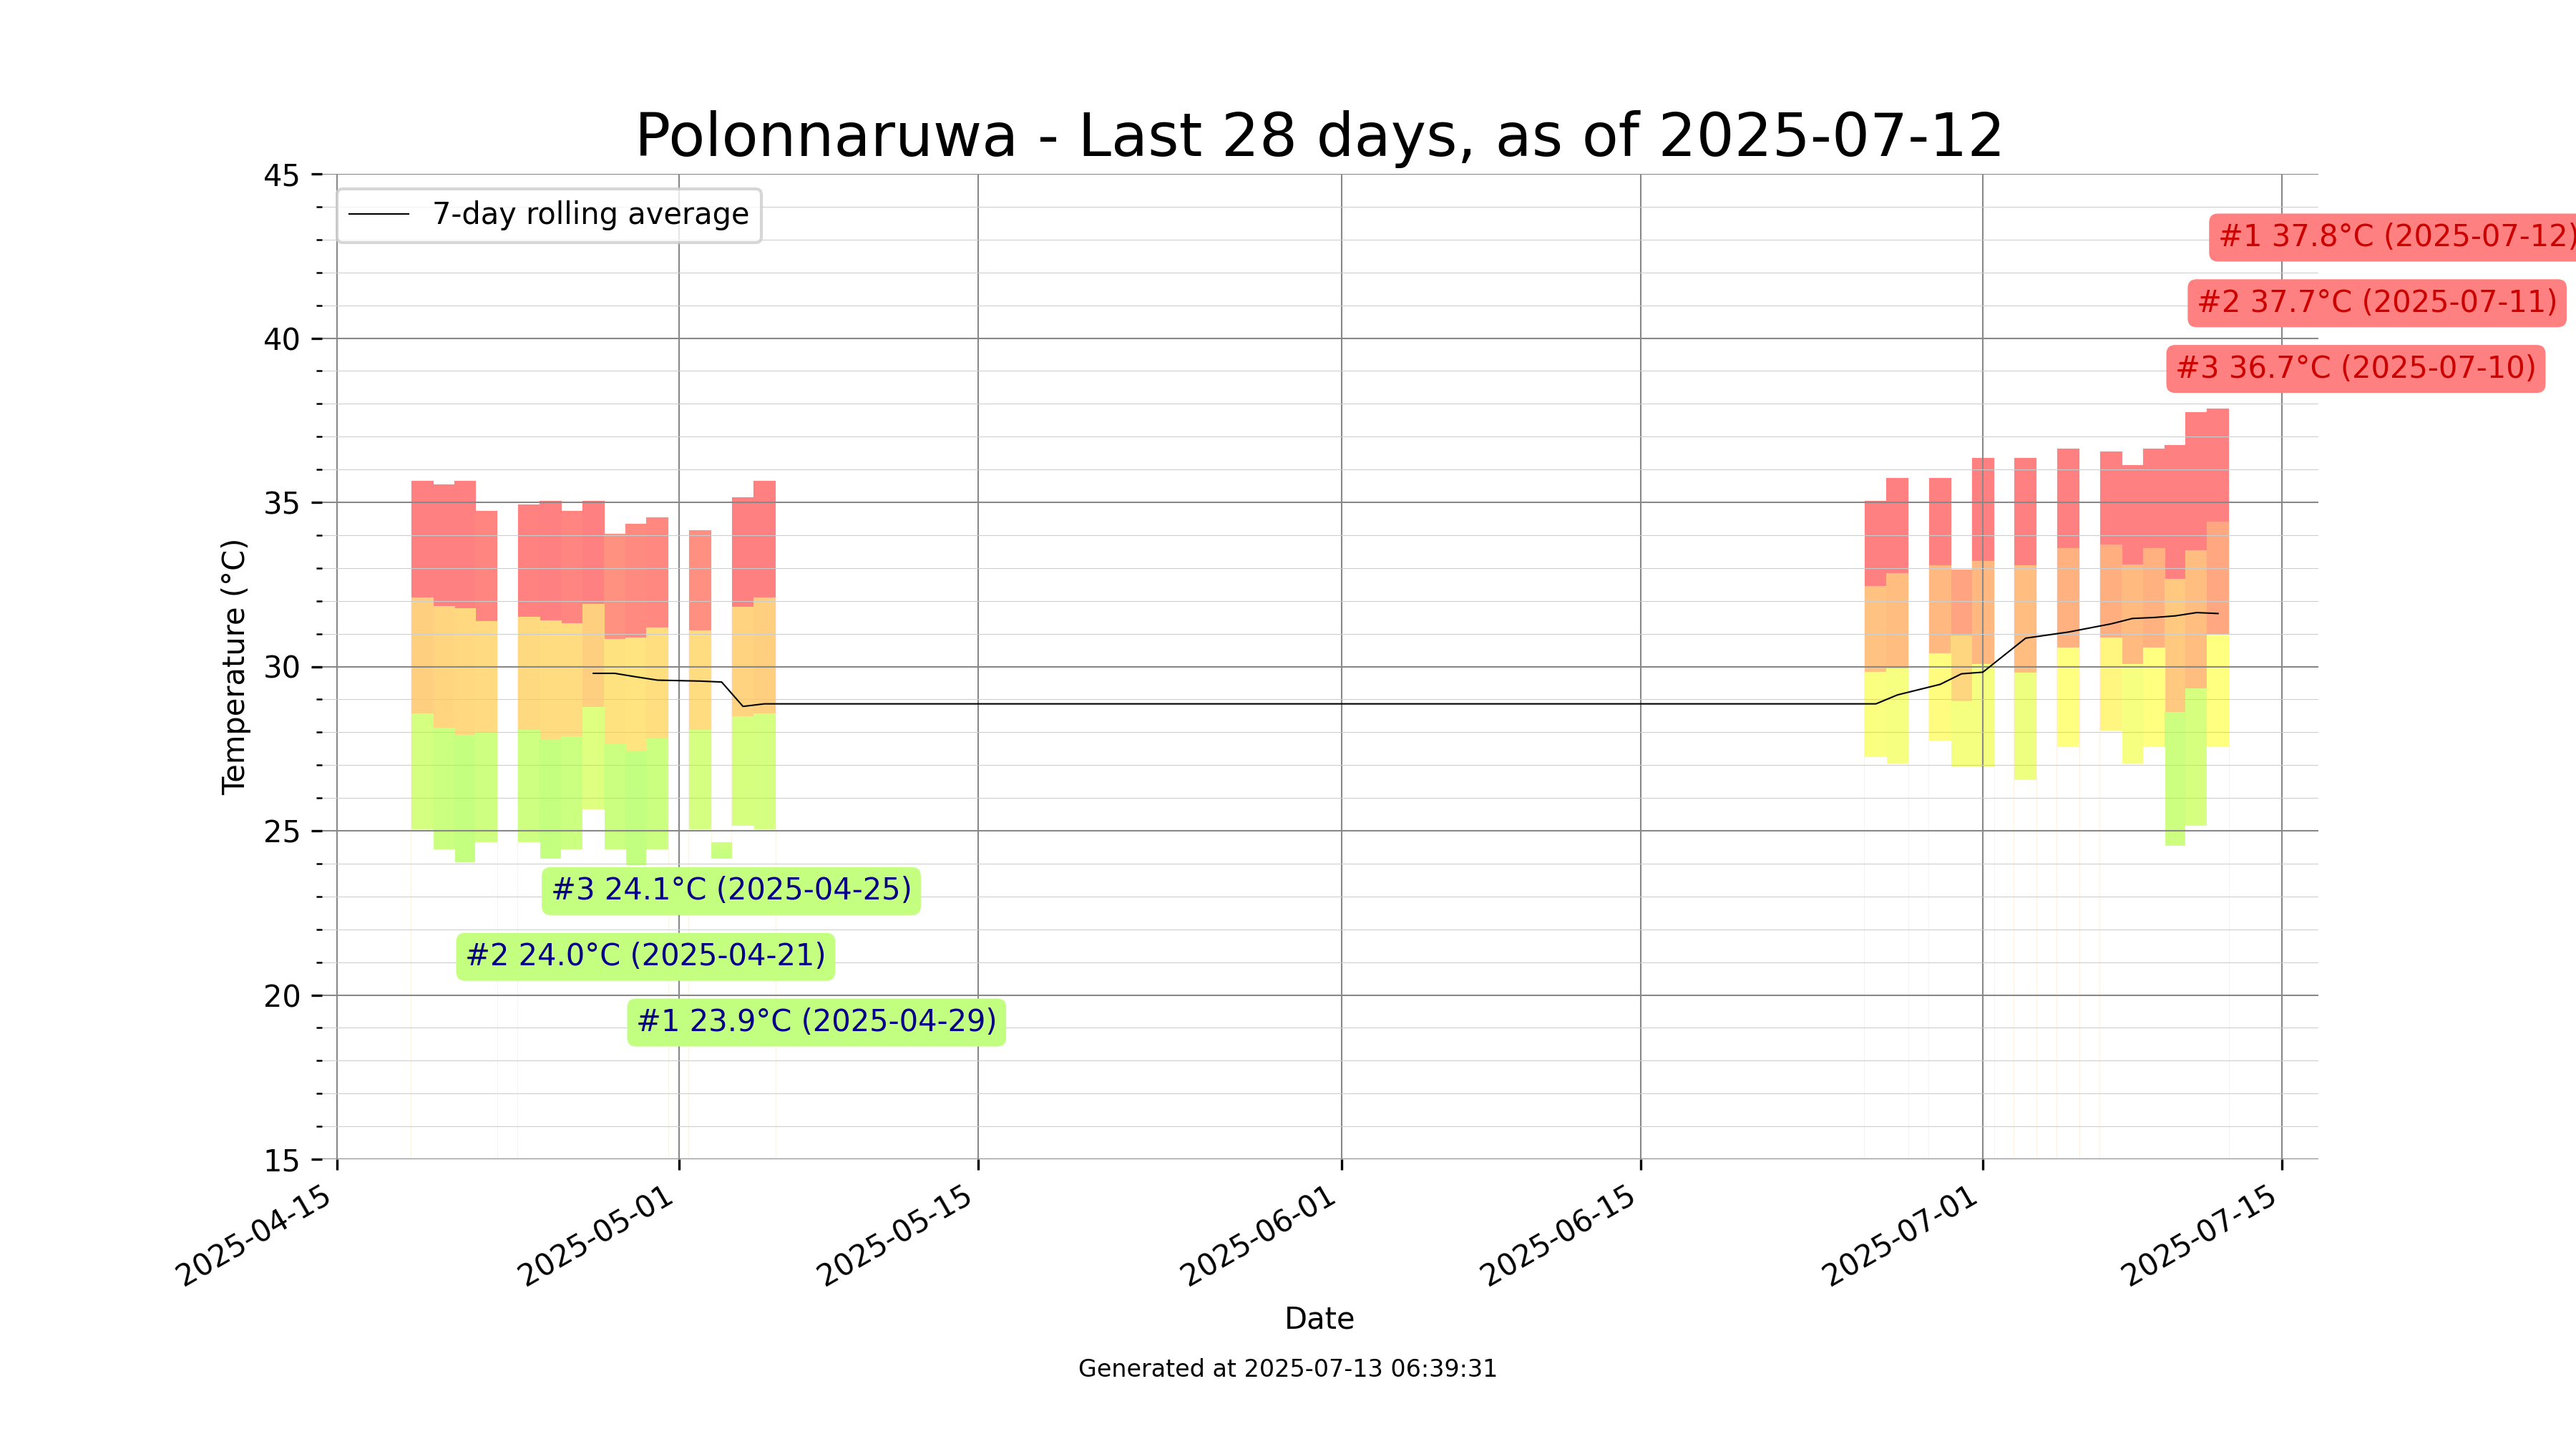 Polonnaruwa - Last 28 days, as of 2025-07-12
7-day rolling average
#1 37.8°C (2025-07-12)
#2 37.7°C (2025-07-11)
#3 36.7°C (2025-07-10)
#3 24.1°C (2025-04-25)
#2 24.0°C (2025-04-21)
#1 23.9°C (2025-04-29)
Temperature (°C)
45
40
35
30
25
20
15
2025-04-15
2025-05-01
2025-05-15
2025-06-01
2025-06-15
2025-07-01
2025-07-15
Date
Generated at 2025-07-13 06:39:31